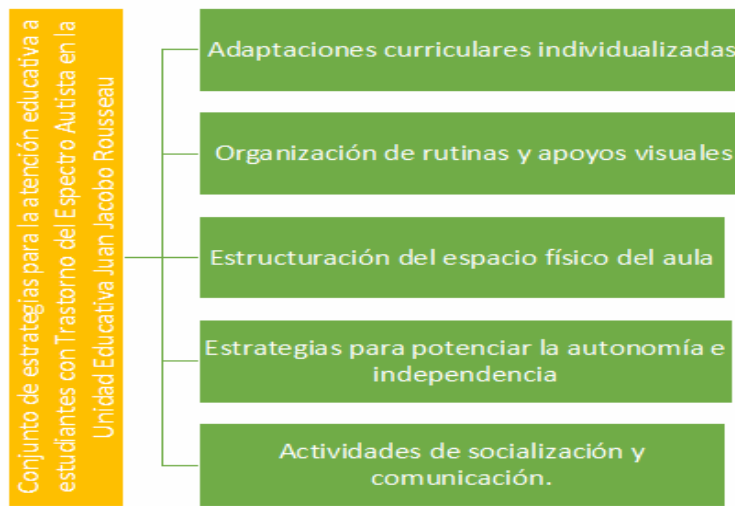 Conjunto de estrategias para la atención educativa a
estudiantes con Trastorno del Espectro Autista en la
Unidad Educativa Juan Jacobo Rousseau
Adaptaciones curriculares individualizadas
Organización de rutinas y apoyos visuales
Estructuración del espacio físico del aula
Estrategias para potenciar la autonomía e
independencia
Actividades de socialización y
comunicación.